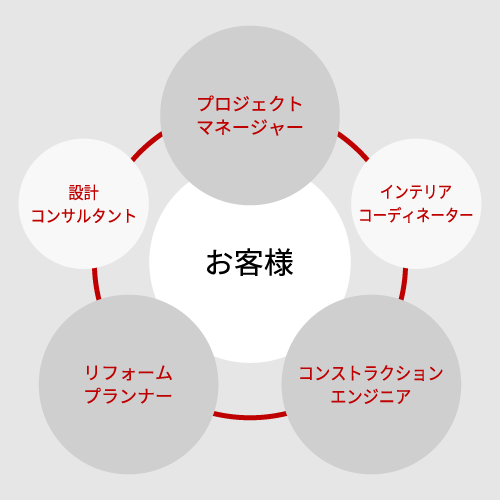 プロジェクト
マネージャー
設計
コンサルタント
インテリア
コーディネーター
お客様
リフォーム
プランナー
コンストラクション
エンジニア